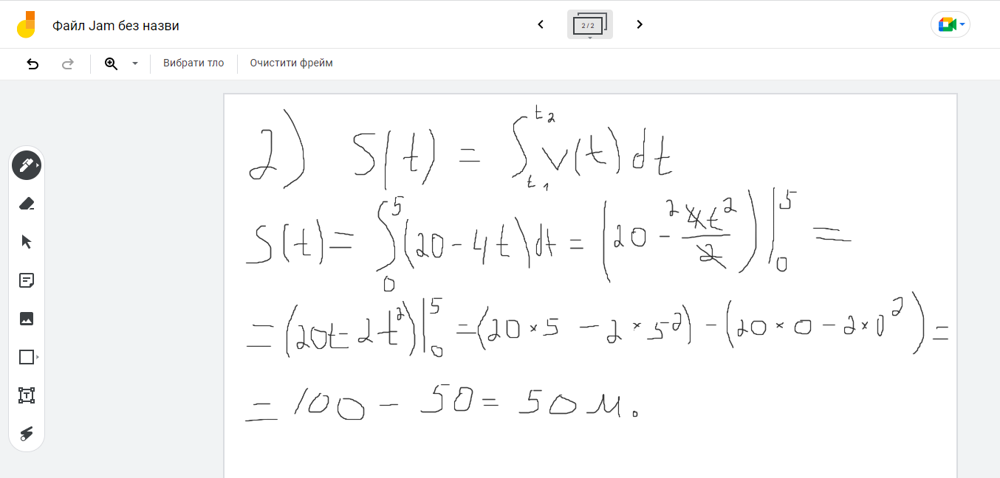 Файл Jam без назви
2 / 2
Вибрати тло
Очистити фрейм
2) S(t) = ∫_{t₁}^{t₂} v(t) dt
S(t) = ∫_0^5 (20 - 4t) dt = (20 - ²4t²/2) |_0^5 =
= (20t - 2t²) |_0^5 = (20 × 5 - 2 × 5²) - (20 × 0 - 2 × 0²) =
= 100 - 50 = 50 м.
T